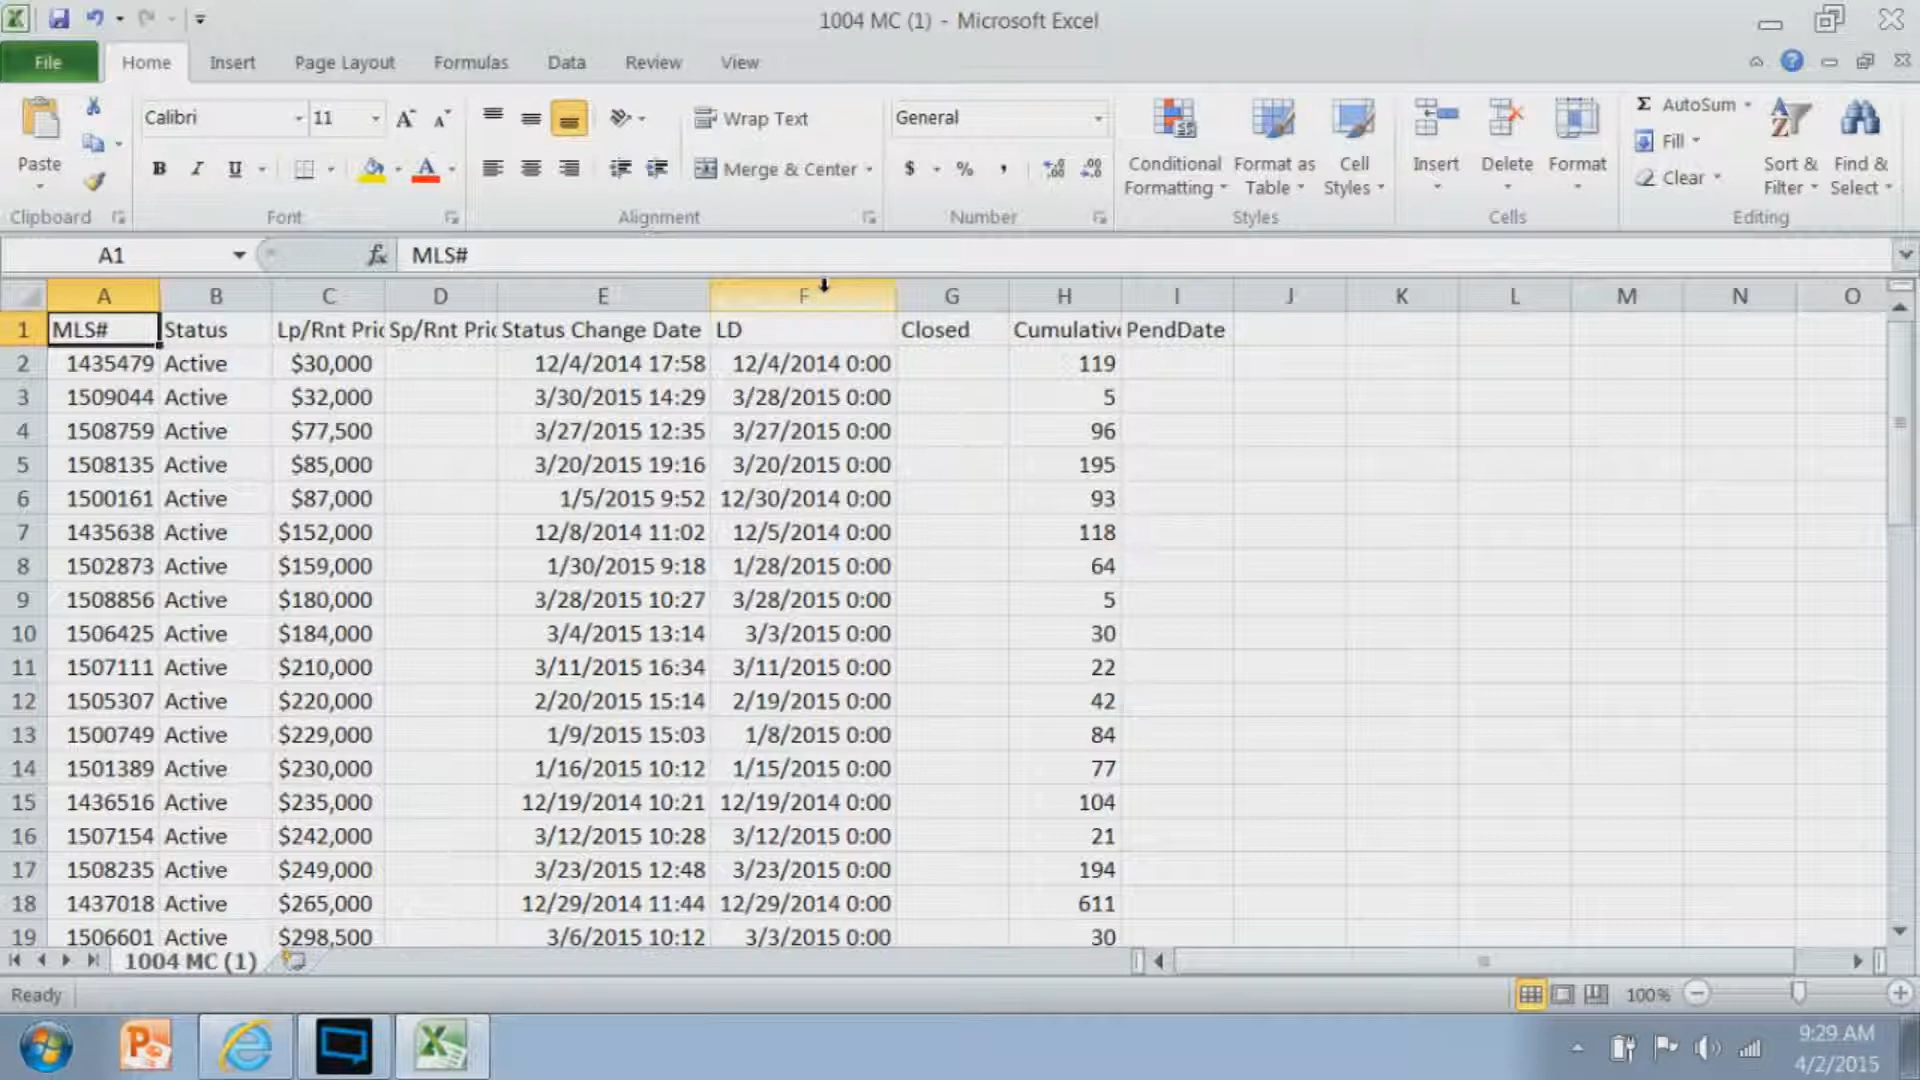 1004 MC (1) - Microsoft Excel
File Home Insert Page Layout Formulas Data Review View
Calibri 11 Wrap Text General AutoSum
Paste Merge & Center $ % , Conditional Formatting Format as Table Cell Styles Insert Delete Format Fill Clear Sort & Filter Find & Select
Clipboard Font Alignment Number Styles Cells Editing
A1 fx MLS#
A B C D E F G H I J K L M N O
1 MLS# Status Lp/Rnt Pric Sp/Rnt Pric Status Change Date LD Closed Cumulative PendDate
2 1435479 Active $30,000 12/4/2014 17:58 12/4/2014 0:00 119
3 1509044 Active $32,000 3/30/2015 14:29 3/28/2015 0:00 5
4 1508759 Active $77,500 3/27/2015 12:35 3/27/2015 0:00 96
5 1508135 Active $85,000 3/20/2015 19:16 3/20/2015 0:00 195
6 1500161 Active $87,000 1/5/2015 9:52 12/30/2014 0:00 93
7 1435638 Active $152,000 12/8/2014 11:02 12/5/2014 0:00 118
8 1502873 Active $159,000 1/30/2015 9:18 1/28/2015 0:00 64
9 1508856 Active $180,000 3/28/2015 10:27 3/28/2015 0:00 5
10 1506425 Active $184,000 3/4/2015 13:14 3/3/2015 0:00 30
11 1507111 Active $210,000 3/11/2015 16:34 3/11/2015 0:00 22
12 1505307 Active $220,000 2/20/2015 15:14 2/19/2015 0:00 42
13 1500749 Active $229,000 1/9/2015 15:03 1/8/2015 0:00 84
14 1501389 Active $230,000 1/16/2015 10:12 1/15/2015 0:00 77
15 1436516 Active $235,000 12/19/2014 10:21 12/19/2014 0:00 104
16 1507154 Active $242,000 3/12/2015 10:28 3/12/2015 0:00 21
17 1508235 Active $249,000 3/23/2015 12:48 3/23/2015 0:00 194
18 1437018 Active $265,000 12/29/2014 11:44 12/29/2014 0:00 611
19 1506601 Active $298,500 3/6/2015 10:12 3/3/2015 0:00 30
1004 MC (1)
Ready 100%
9:29 AM
4/2/2015